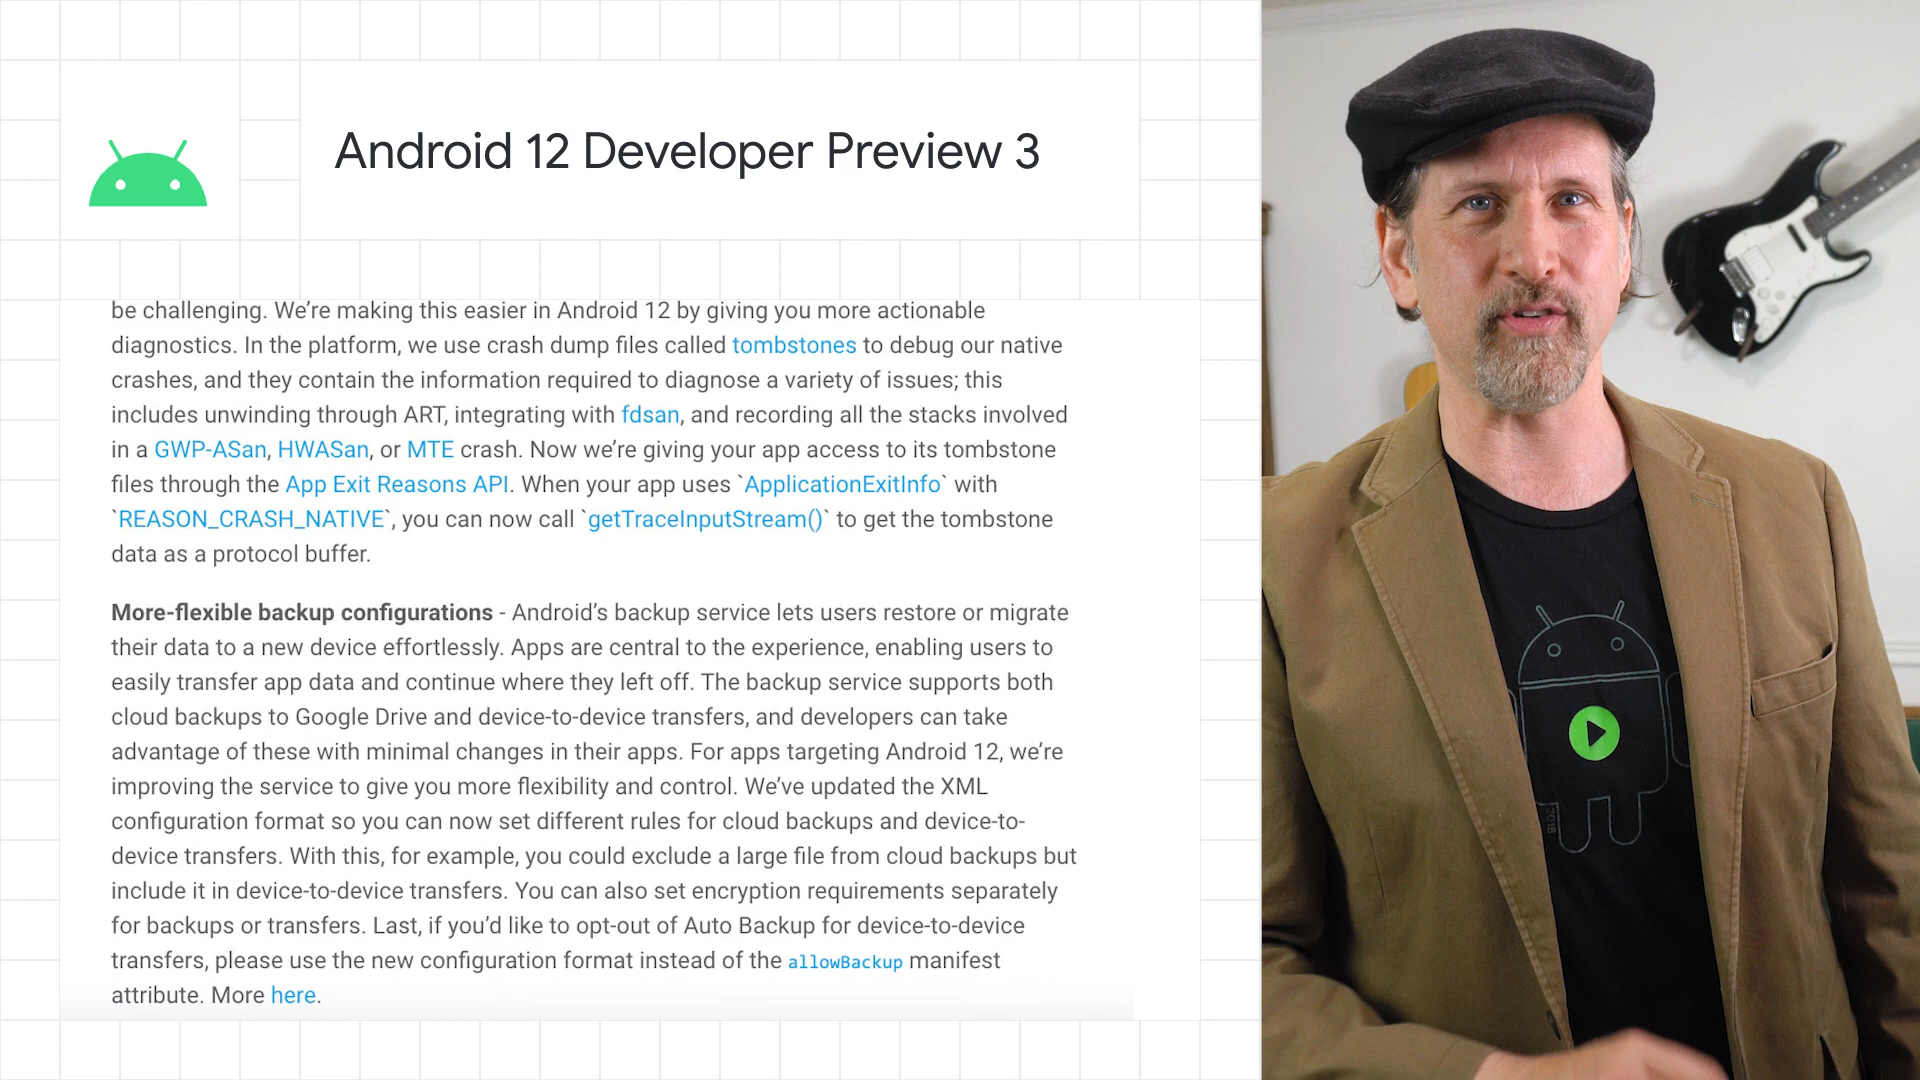 Android 12 Developer Preview 3
be challenging. We’re making this easier in Android 12 by giving you more actionable
diagnostics. In the platform, we use crash dump files called tombstones to debug our native
crashes, and they contain the information required to diagnose a variety of issues; this
includes unwinding through ART, integrating with fdsan, and recording all the stacks involved
in a GWP-ASan, HWASan, or MTE crash. Now we’re giving your app access to its tombstone
files through the App Exit Reasons API. When your app uses `ApplicationExitInfo` with
`REASON_CRASH_NATIVE`, you can now call `getTraceInputStream()` to get the tombstone
data as a protocol buffer.
More-flexible backup configurations - Android’s backup service lets users restore or migrate
their data to a new device effortlessly. Apps are central to the experience, enabling users to
easily transfer app data and continue where they left off. The backup service supports both
cloud backups to Google Drive and device-to-device transfers, and developers can take
advantage of these with minimal changes in their apps. For apps targeting Android 12, we’re
improving the service to give you more flexibility and control. We’ve updated the XML
configuration format so you can now set different rules for cloud backups and device-to-
device transfers. With this, for example, you could exclude a large file from cloud backups but
include it in device-to-device transfers. You can also set encryption requirements separately
for backups or transfers. Last, if you’d like to opt-out of Auto Backup for device-to-device
transfers, please use the new configuration format instead of the allowBackup manifest
attribute. More here.
2018